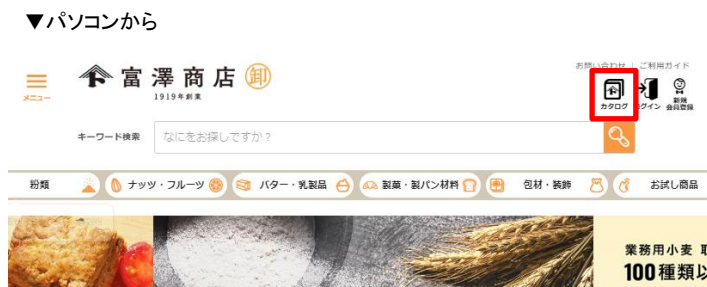 ▼パソコンから
お問い合わせ | ご利用ガイド
富澤商店 卸
1919年創業
メニュー
カタログ
ログイン
新規
会員登録
キーワード検索
なにをお探しですか？
粉類
ナッツ・フルーツ
バター・乳製品
製菓・製パン材料
包材・装飾
お試し商品
業務用小麦 取
100種類以